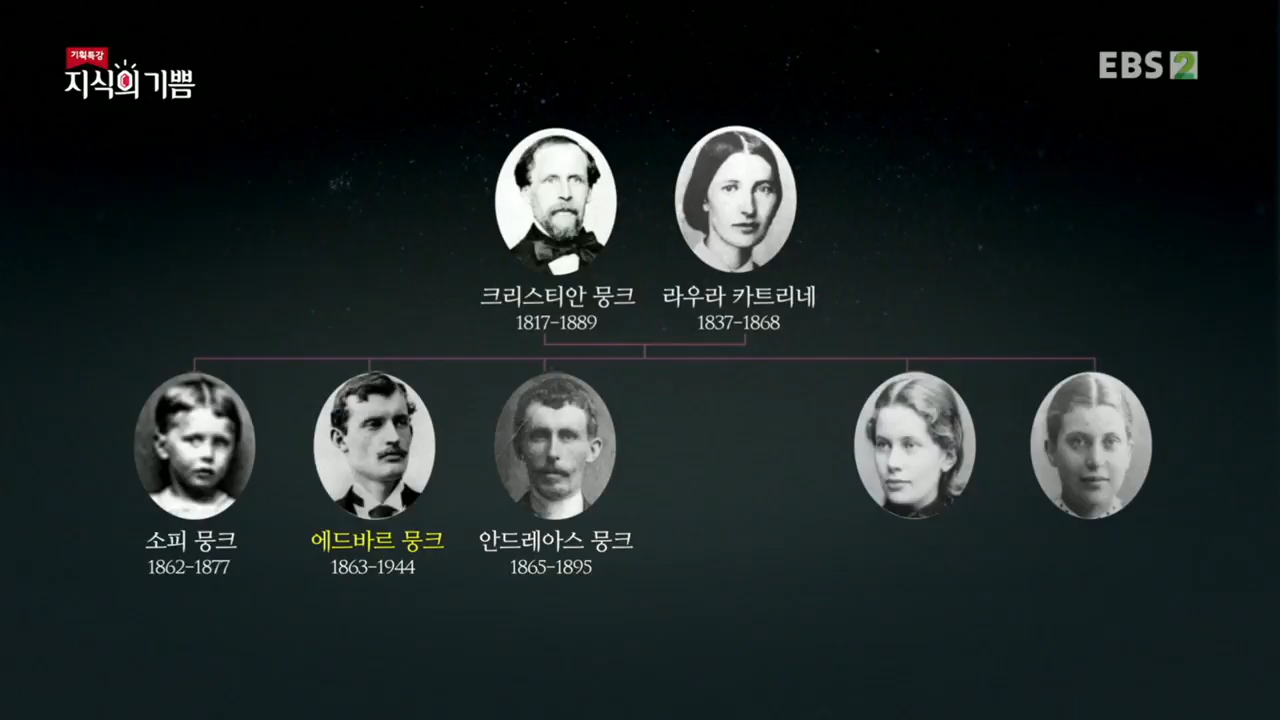 기획특강
지식의 기쁨
EBS 2
크리스티안 뭉크
1817-1889
라우라 카트리네
1837-1868
소피 뭉크
1862-1877
에드바르 뭉크
1863-1944
안드레아스 뭉크
1865-1895